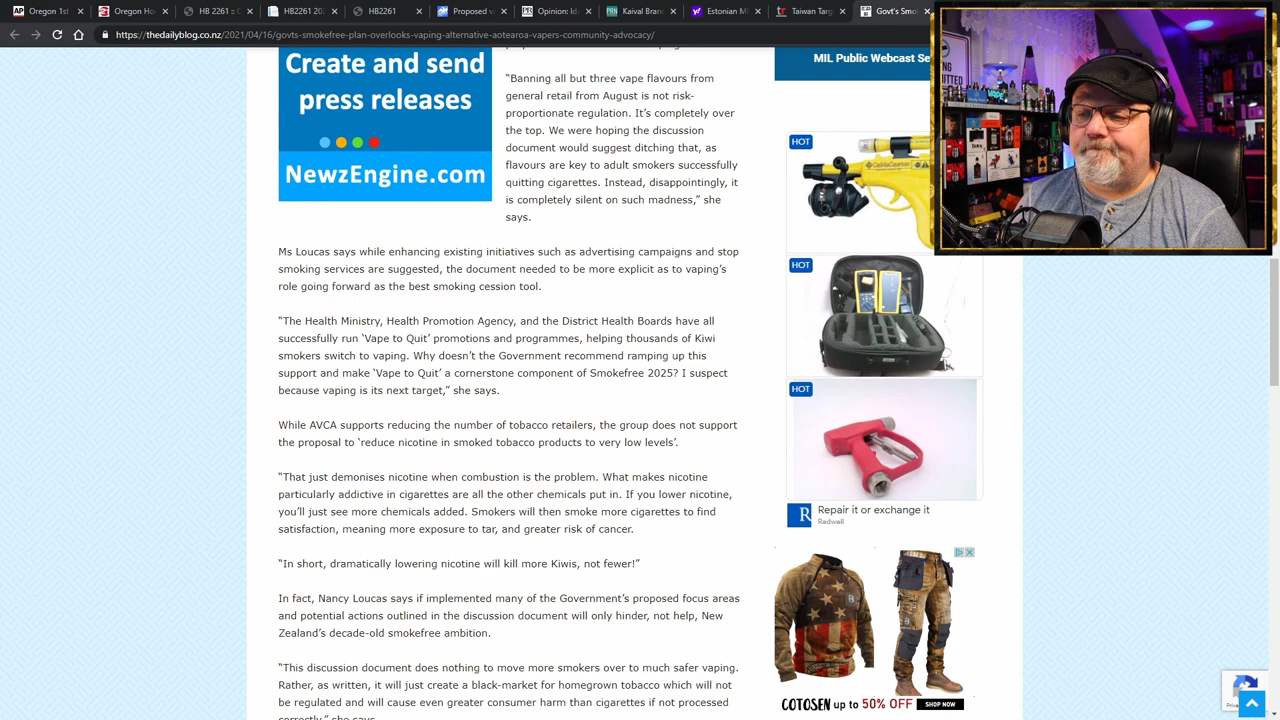 Oregon 1st
Oregon Ho
HB 2261
Opinion |
Kaival Bran
Estonian M
Taiwan Targ
Govt's Smo
https://thedailyblog.co.nz/
/04/16/govts-smokefree-plan-overlooks-vaping-alternative-aotearoa-vapers-community-advocacy/
Create and send
press releases
NewzEngine.com
MIL Public Webcast Se
“Banning all but three vape flavours from
general retail from August is not risk-
proportionate regulation. It’s completely over
the top. We were hoping the discussion
document would suggest ditching that, as
flavours are key to adult smokers successfully
quitting cigarettes. Instead, disappointingly, it
is completely silent on such madness,” she
says.
Ms Loucas says while enhancing existing initiatives such as advertising campaigns and stop
smoking services are suggested, the document needed to be more explicit as to vaping’s
role going forward as the best smoking cession tool.
“The Health Ministry, Health Promotion Agency, and the District Health Boards have all
successfully run ‘Vape to Quit’ promotions and programmes, helping thousands of Kiwi
smokers switch to vaping. Why doesn’t the Government recommend ramping up this
support and make ‘Vape to Quit’ a cornerstone component of Smokefree 2025? I suspect
because vaping is its next target,” she says.
While AVCA supports reducing the number of tobacco retailers, the group does not support
the proposal to ‘reduce nicotine in smoked tobacco products to very low levels’.
“That just demonises nicotine when combustion is the problem. What makes nicotine
particularly addictive in cigarettes are all the other chemicals put in. If you lower nicotine,
you’ll just see more chemicals added. Smokers will then smoke more cigarettes to find
satisfaction, meaning more exposure to tar, and greater risk of cancer.
“In short, dramatically lowering nicotine will kill more Kiwis, not fewer!”
In fact, Nancy Loucas says if implemented many of the Government’s proposed focus areas
and potential actions outlined in the discussion document will only hinder, not help, New
Zealand’s decade-old smokefree ambition.
“This discussion document does nothing to move more smokers over to much safer vaping.
Rather, as written, it will just create a black-market for homegrown tobacco which will not
be regulated and will cause even greater consumer harm than cigarettes if not processed
correctly,” she says.
HOT
HOT
HOT
Repair it or exchange it
Radwell
COTOSEN up to 50% OFF
SHOP NOW
VAPE